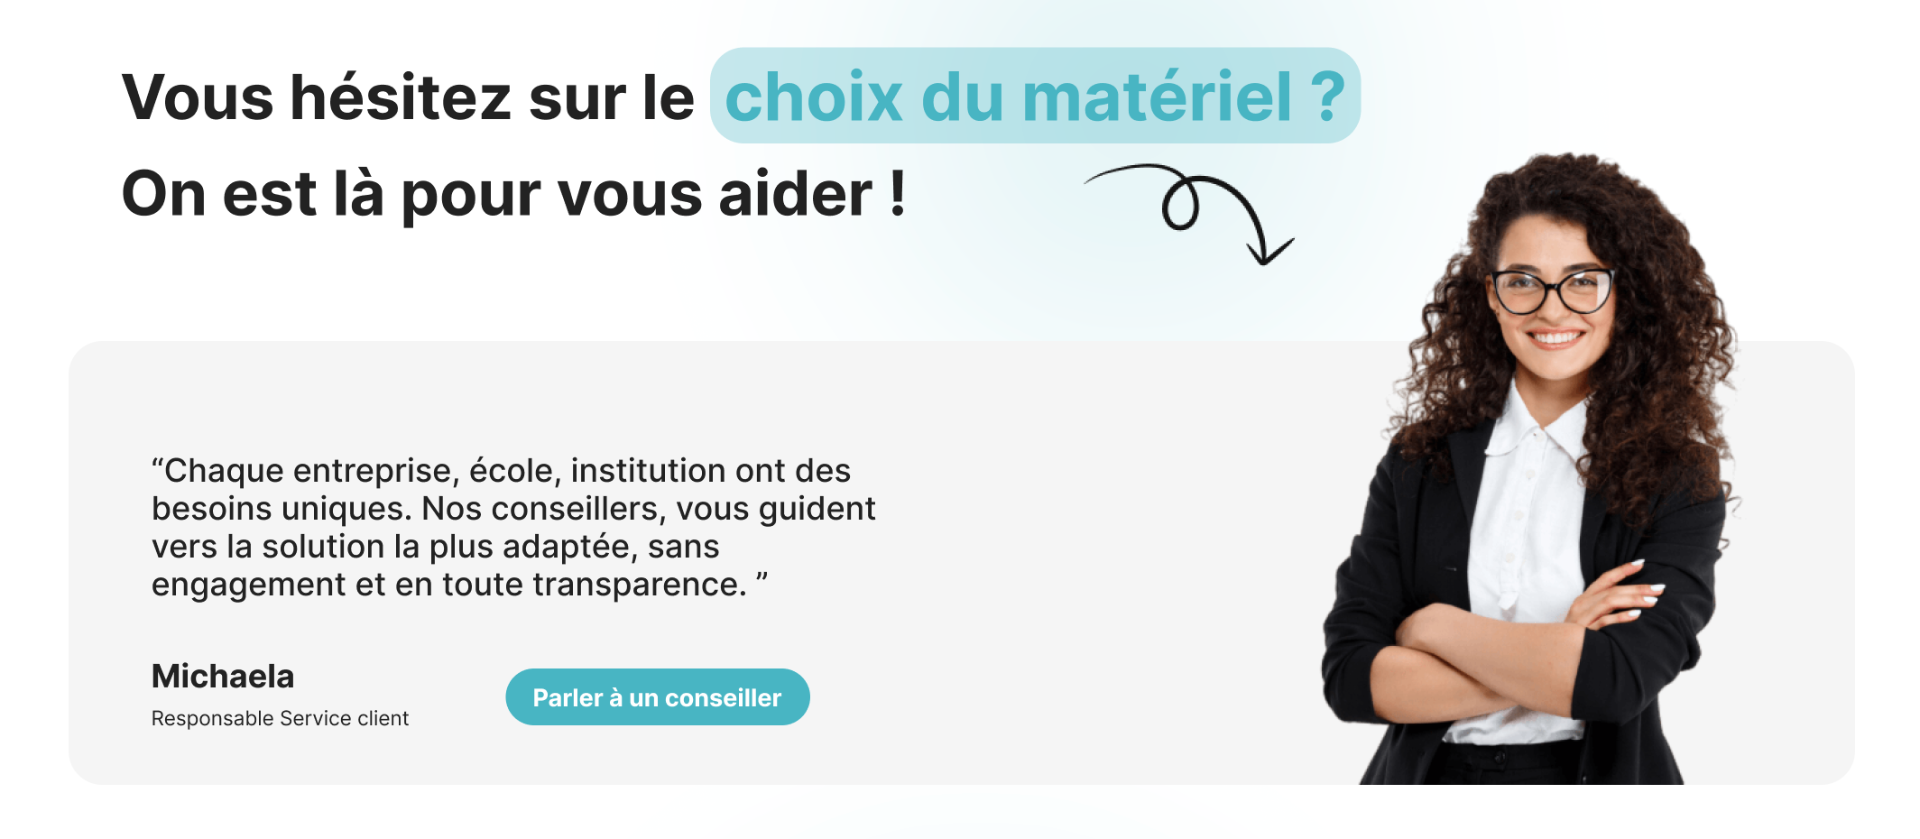 Vous hésitez sur le choix du matériel ?
On est là pour vous aider !
“Chaque entreprise, école, institution ont des
besoins uniques. Nos conseillers, vous guident
vers la solution la plus adaptée, sans
engagement et en toute transparence. ”
Michaela
Responsable Service client
Parler à un conseiller